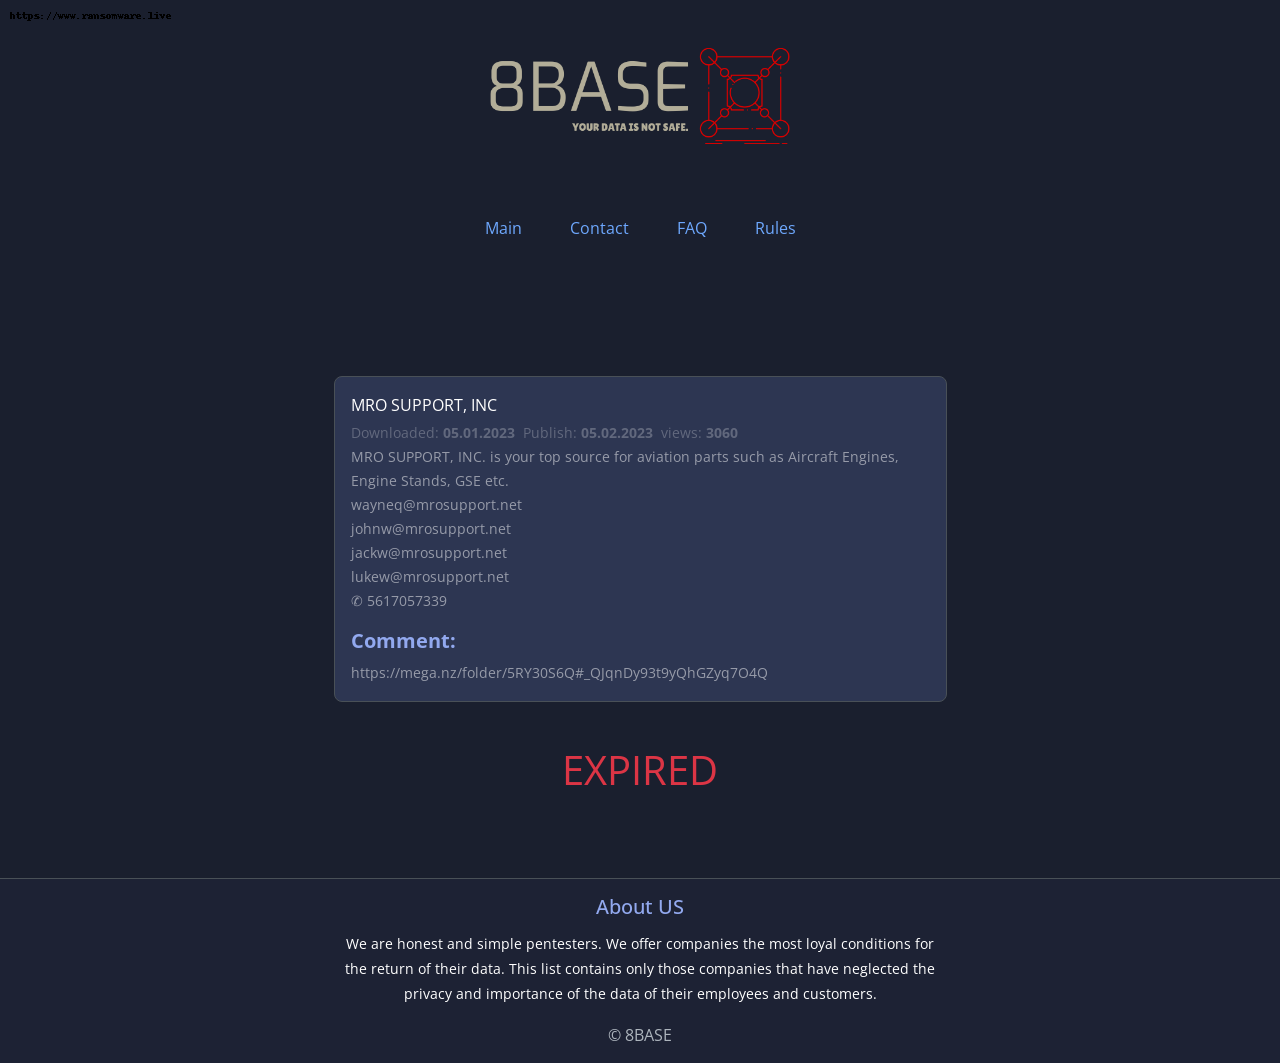 https://www.ransomware.live
8BASE
YOUR DATA IS NOT SAFE.
Main Contact FAQ Rules
MRO SUPPORT, INC
Downloaded: 05.01.2023 Publish: 05.02.2023 views: 3060
MRO SUPPORT, INC. is your top source for aviation parts such as Aircraft Engines,
Engine Stands, GSE etc.
wayneq@mrosupport.net
johnw@mrosupport.net
jackw@mrosupport.net
lukew@mrosupport.net
✆ 5617057339
Comment:
https://mega.nz/folder/5RY30S6Q#_QJqnDy93t9yQhGZyq7O4Q
EXPIRED
About US
We are honest and simple pentesters. We offer companies the most loyal conditions for
the return of their data. This list contains only those companies that have neglected the
privacy and importance of the data of their employees and customers.
© 8BASE